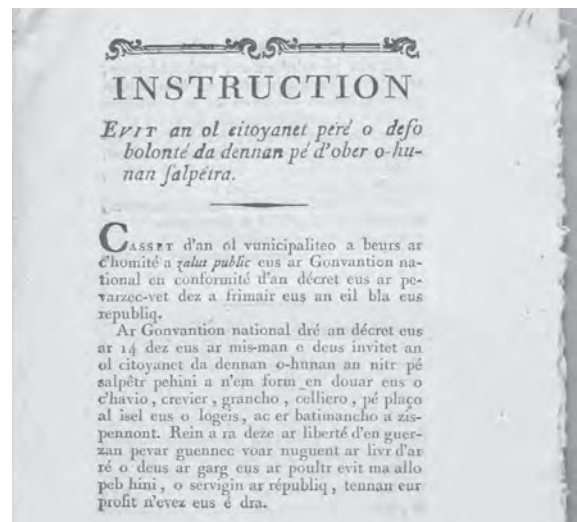 INSTRUCTION
EVIT an ol citoyanet péré o defo
bolonté da dennan pé d'ober o-hu-
nan salpétra.
CASSET d'an ol vunicipaliteo a beurs ar
c'homité a zalut public eus ar Gonvantion na-
tional en conformité d'an décret eus ar pe-
varzec-vet dez a frimair eus an eil bla eus
republiq.
Ar Gonvantion national dré an décret eus
ar 14 dez eus ar mis-man e deus invitet an
ol citoyanet da dennan o-hunan an nitr pé
salpêtr pehini a n'em form en douar eus o
c'havio, crevier, grancho, celliero, pé plaço
al isel eus o logeis, ac er batimancho a zis-
pennont. Rein a ra deze ar liberté d'en guer-
zan pevar guennec voar nuguent ar livr d'ar
ré o deus ar garg eus ar poultr evit ma allo
peb hini, o servigin ar républiq, tennan eur
profit n'evez eus é dra.